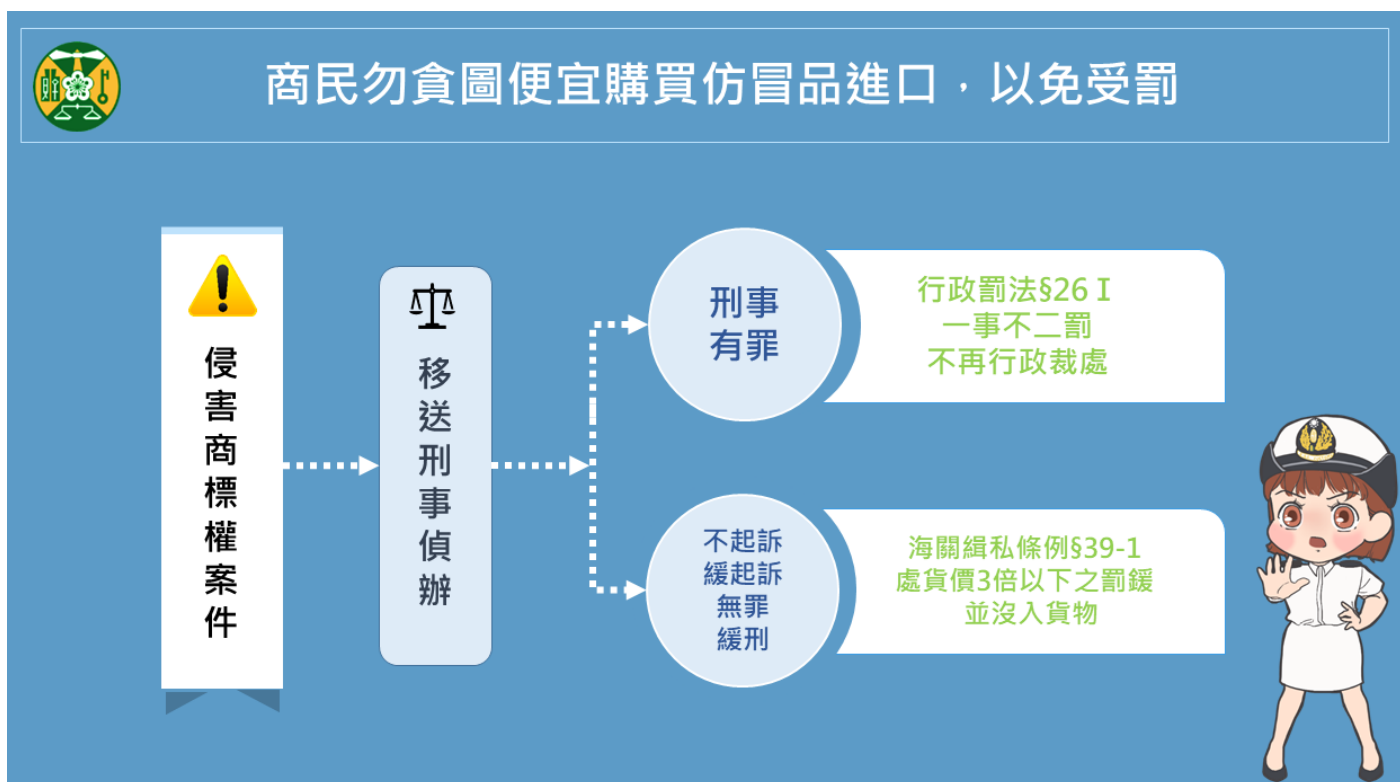 商民勿貪圖便宜購買仿冒品進口，以免受罰
侵害商標權案件
移送刑事偵辦
刑事
有罪
行政罰法§26 I
一事不二罰
不再行政裁處
不起訴
緩起訴
無罪
緩刑
海關緝私條例§39-1
處貨價3倍以下之罰鍰
並沒入貨物